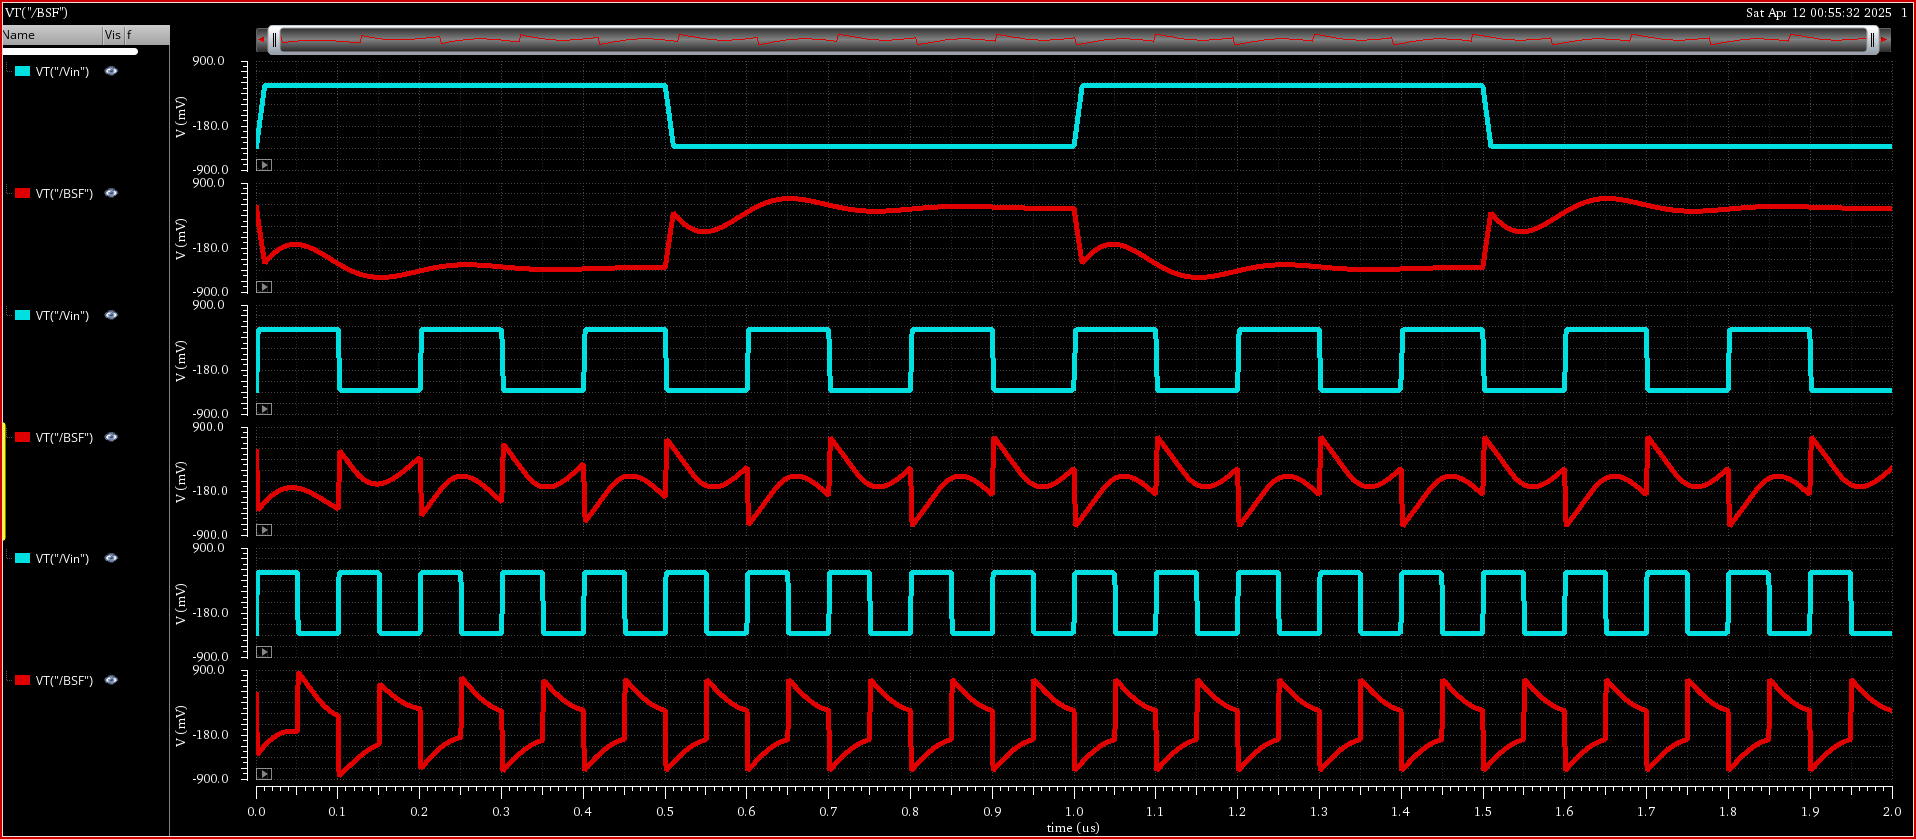 VT("/BSF")
Sat Apr 12 00:55:32 2025 1
Name Vis f
VT("/Vin")
900.0
V (mV)
-180.0
-900.0
VT("/BSF")
900.0
V (mV)
-180.0
-900.0
VT("/Vin")
900.0
V (mV)
-180.0
-900.0
VT("/BSF")
900.0
V (mV)
-180.0
-900.0
VT("/Vin")
900.0
V (mV)
-180.0
-900.0
VT("/BSF")
900.0
V (mV)
-180.0
-900.0
0.0 0.1 0.2 0.3 0.4 0.5 0.6 0.7 0.8 0.9 1.0 1.1 1.2 1.3 1.4 1.5 1.6 1.7 1.8 1.9 2.0
time (us)